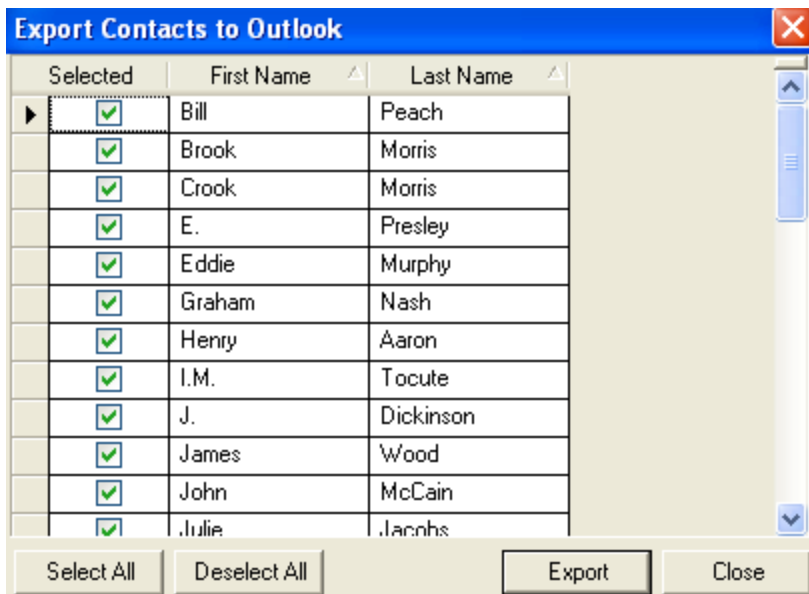 Export Contacts to Outlook
Selected First Name Last Name
Bill Peach
Brook Morris
Crook Morris
E. Presley
Eddie Murphy
Graham Nash
Henry Aaron
I.M. Tocute
J. Dickinson
James Wood
John McCain
Julie Jacobs
Select All Deselect All Export Close